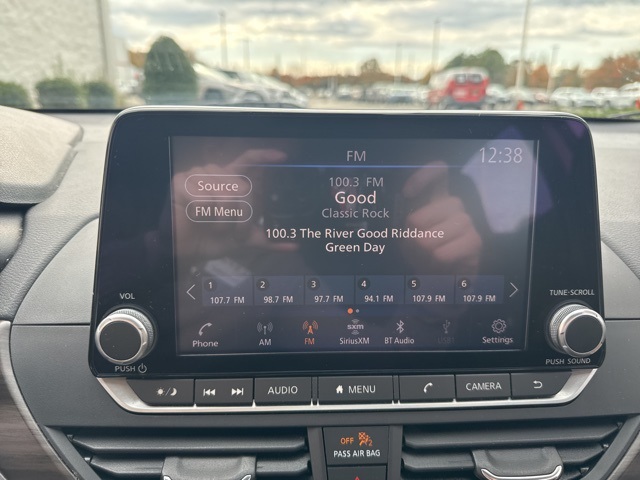 FM 12:38
Source
FM Menu
100.3 FM
Good
Classic Rock
100.3 The River Good Riddance
Green Day
1 2 3 4 5 6
107.7 FM 98.7 FM 97.7 FM 94.1 FM 107.9 FM 107.9 FM
Phone AM FM SiriusXM BT Audio Settings
sxm
VOL
PUSH
TUNE·SCROLL
PUSH SOUND
AUDIO MENU CAMERA
OFF
PASS AIR BAG